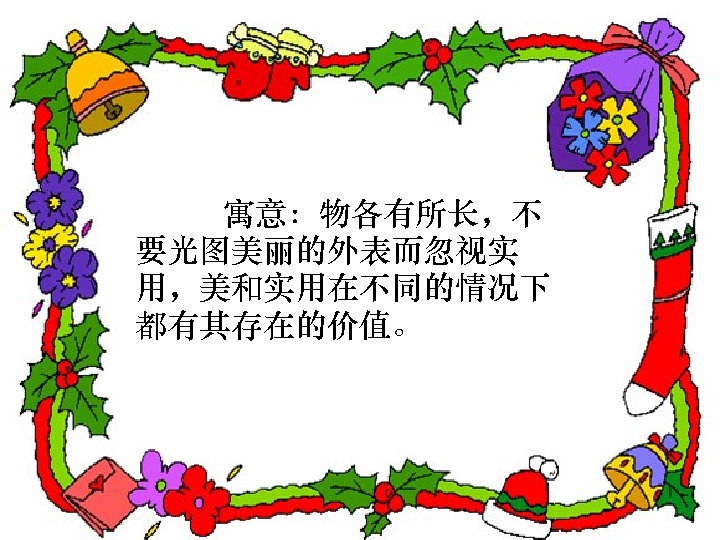 寓意：物各有所长，不
要光图美丽的外表而忽视实
用，美和实用在不同的情况下
都有其存在的价值。